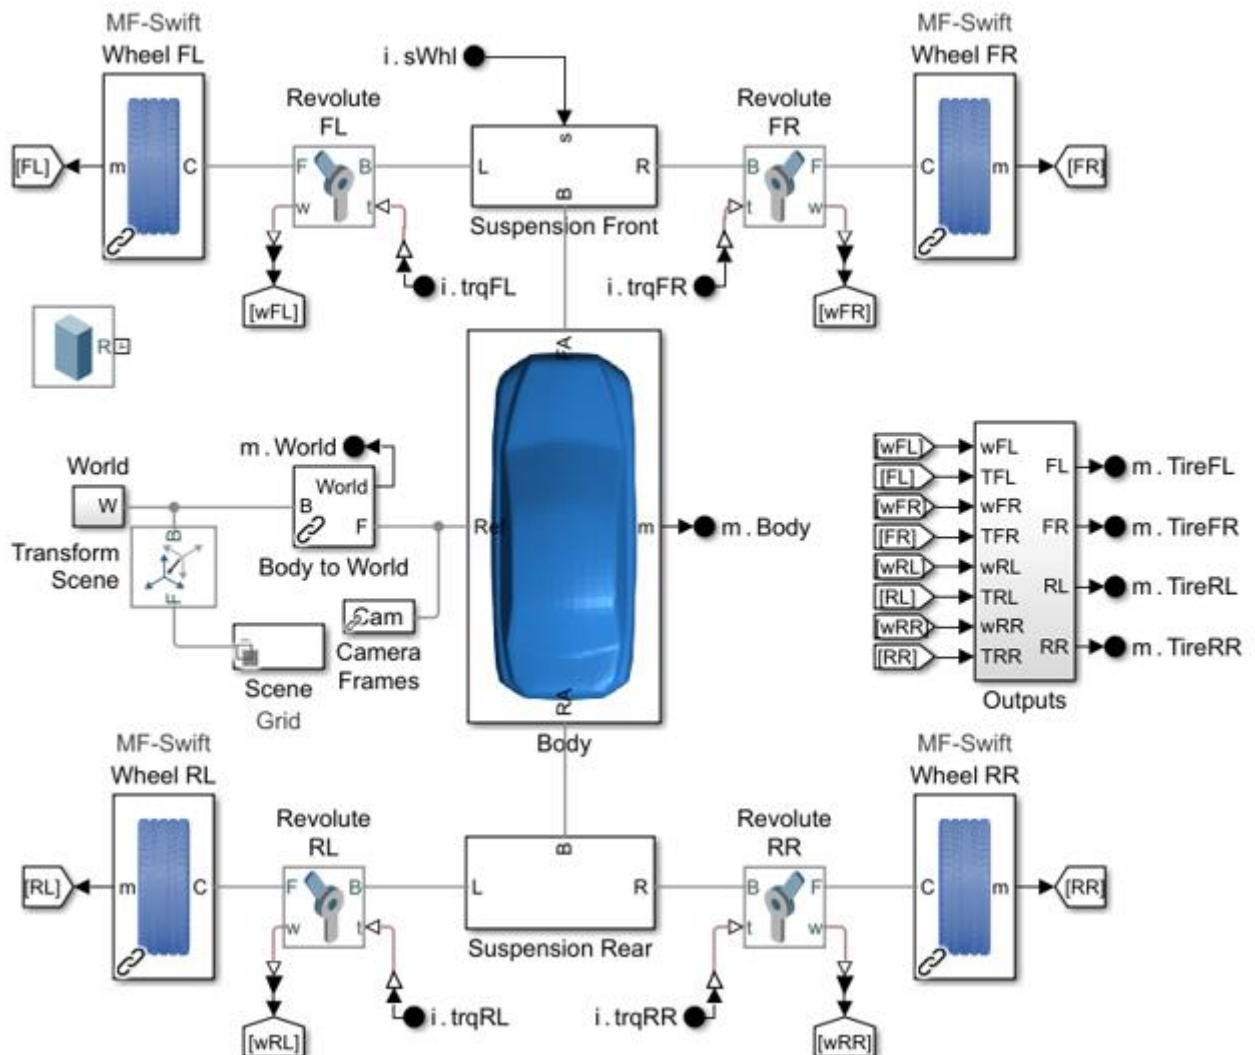 MF-Swift
Wheel FL
[FL]
m
C
Revolute
FL
F
B
w
t
[wFL]
i.trqFL
i.sWhl
s
L
R
B
Suspension Front
Revolute
FR
B
F
t
w
i.trqFR
[wFR]
MF-Swift
Wheel FR
C
m
[FR]
R
World
W
Transform
Scene
B
F
Scene
Grid
m.World
World
B
F
Body to World
Cam
Camera
Frames
FA
Ref
m
RA
Body
m.Body
[wFL]
wFL
[FL]
TFL
[wFR]
wFR
[FR]
TFR
[wRL]
wRL
[RL]
TRL
[wRR]
wRR
[RR]
TRR
FL
m.TireFL
FR
m.TireFR
RL
m.TireRL
RR
m.TireRR
Outputs
MF-Swift
Wheel RL
[RL]
m
C
Revolute
RL
F
B
w
t
[wRL]
i.trqRL
B
L
R
Suspension Rear
Revolute
RR
B
F
t
w
i.trqRR
[wRR]
MF-Swift
Wheel RR
C
m
[RR]